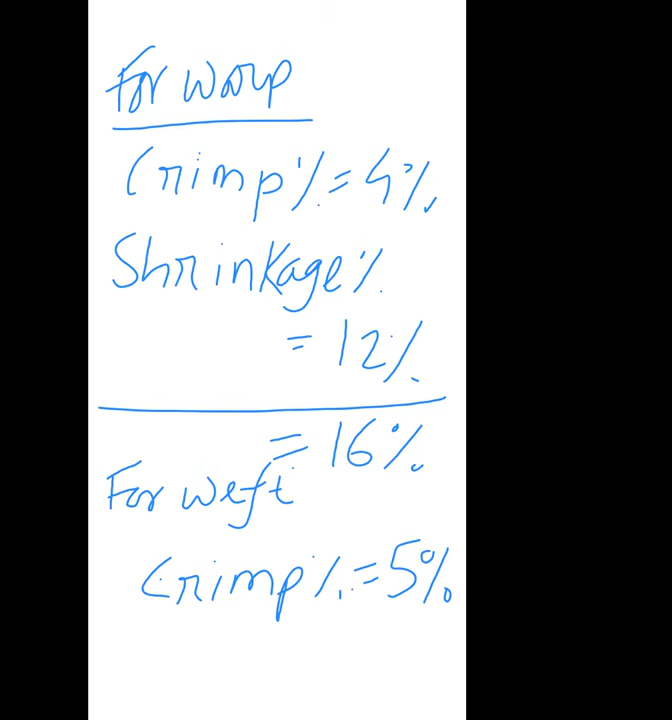 For warp
Crimp% = 4%
Shrinkage%
= 12%
= 16%
For weft
Crimp% = 5%